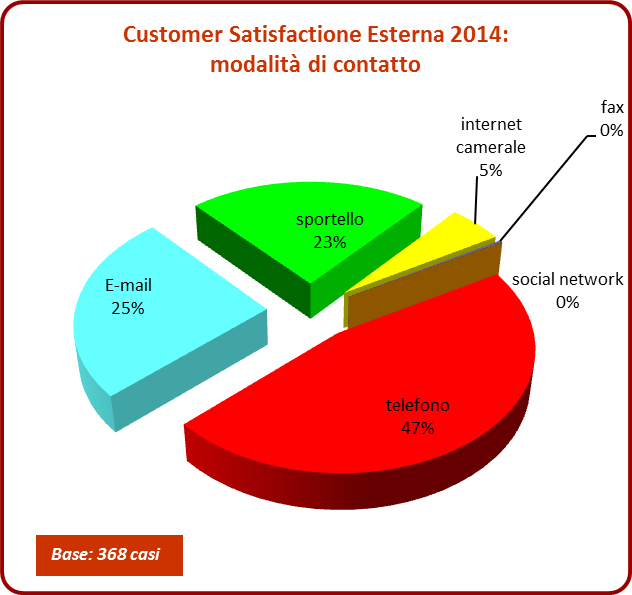 Customer Satisfactione Esterna 2014:
modalità di contatto
fax
0%
internet
camerale
5%
sportello
23%
E-mail
25%
social network
0%
telefono
47%
Base: 368 casi